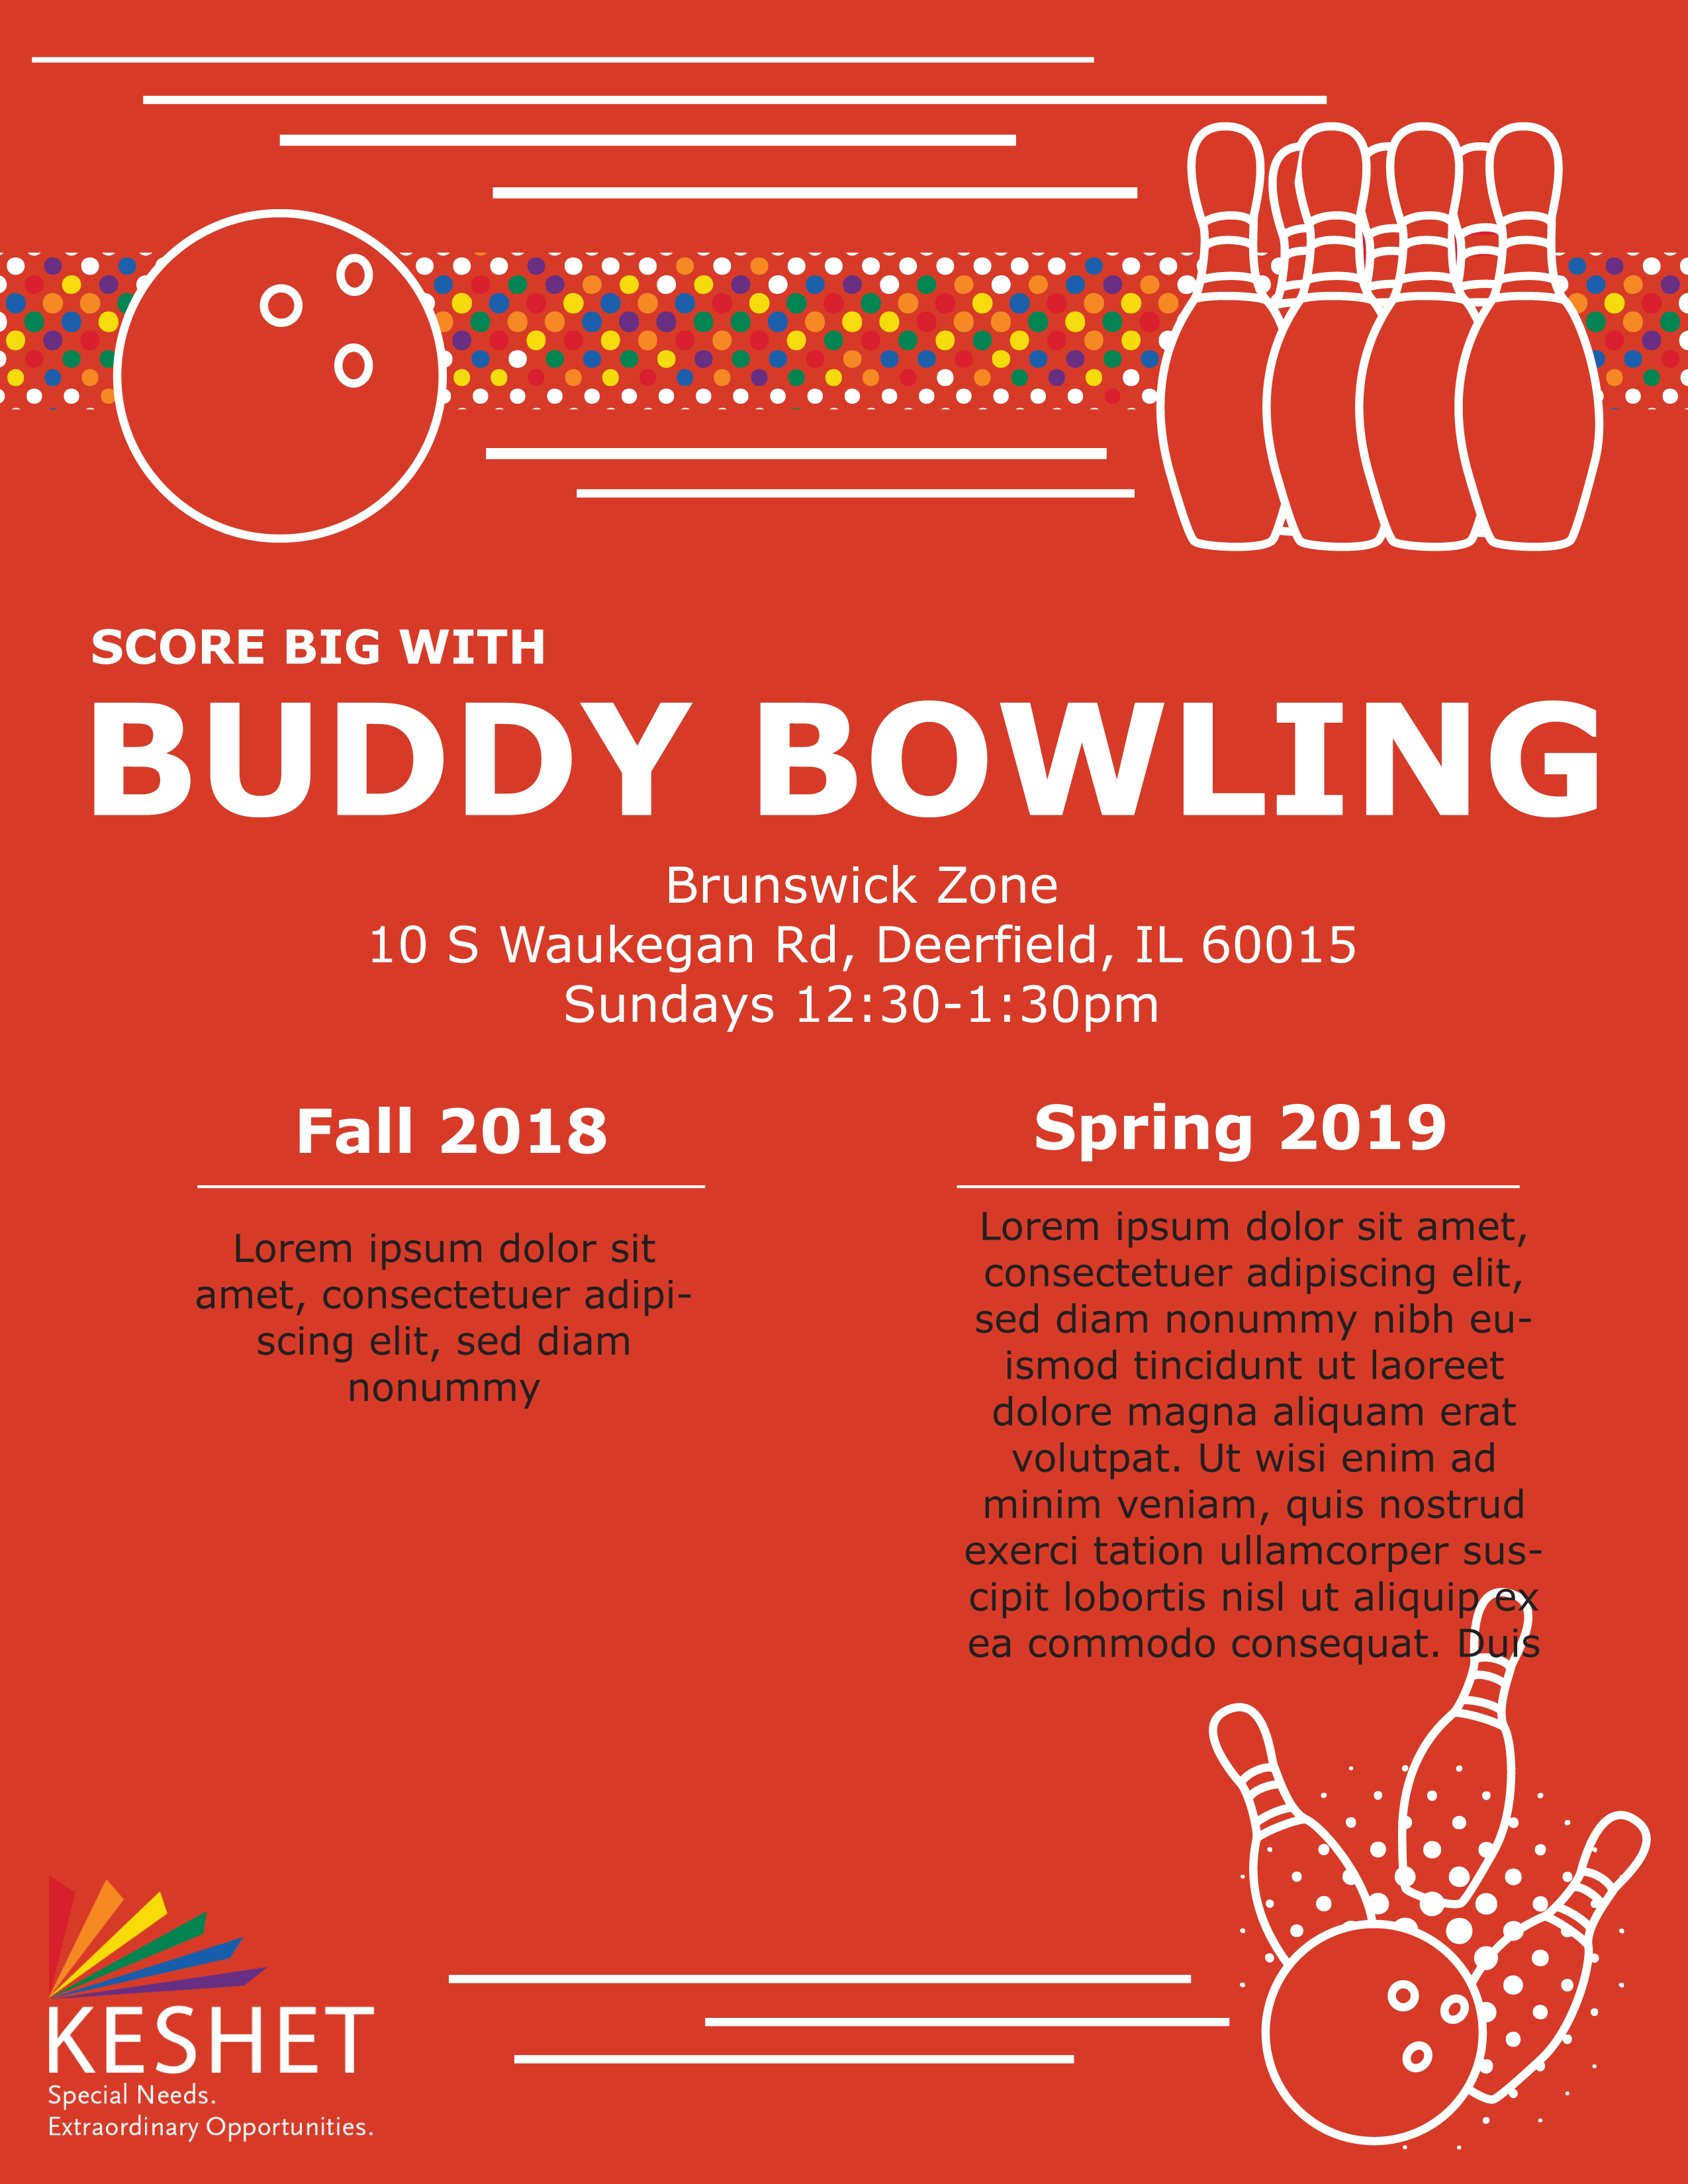 SCORE BIG WITH
BUDDY BOWLING
Brunswick Zone
10 S Waukegan Rd, Deerfield, IL 60015
Sundays 12:30-1:30pm
Fall 2018
Lorem ipsum dolor sit
amet, consectetuer adipi-
scing elit, sed diam
nonummy
Spring 2019
Lorem ipsum dolor sit amet,
consectetuer adipiscing elit,
sed diam nonummy nibh eu-
ismod tincidunt ut laoreet
dolore magna aliquam erat
volutpat. Ut wisi enim ad
minim veniam, quis nostrud
exerci tation ullamcorper sus-
cipit lobortis nisl ut aliquip ex
ea commodo consequat. Duis
KESHET
Special Needs.
Extraordinary Opportunities.